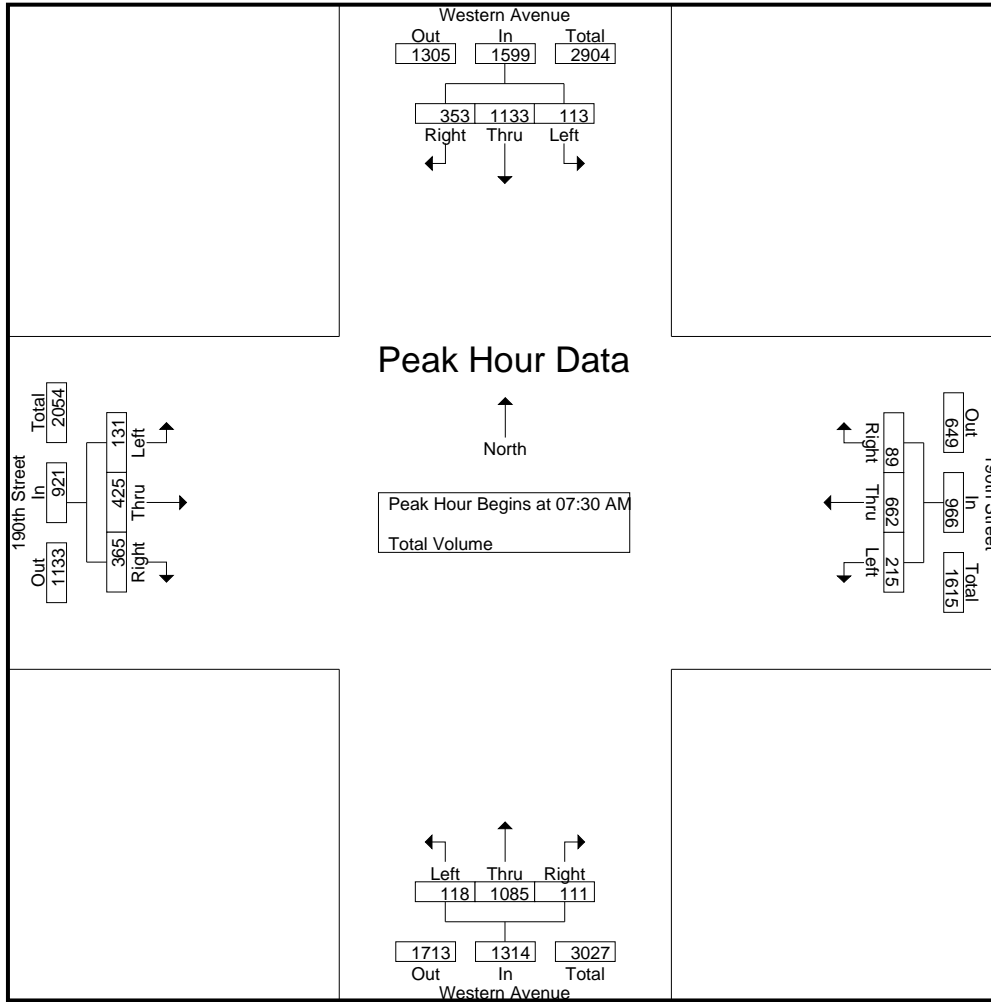 Western Avenue
Out In Total
1305 1599 2904
353 1133 113
Right Thru Left
Peak Hour Data
North
Peak Hour Begins at 07:30 AM
Total Volume
190th Street
Total In Out
2054 921 1133
131 425 365
Left Thru Right
Right Thru Left
89 662 215
Out In Total
649 966 1615
190th Street
Left Thru Right
118 1085 111
1713 1314 3027
Out In Total
Western Avenue